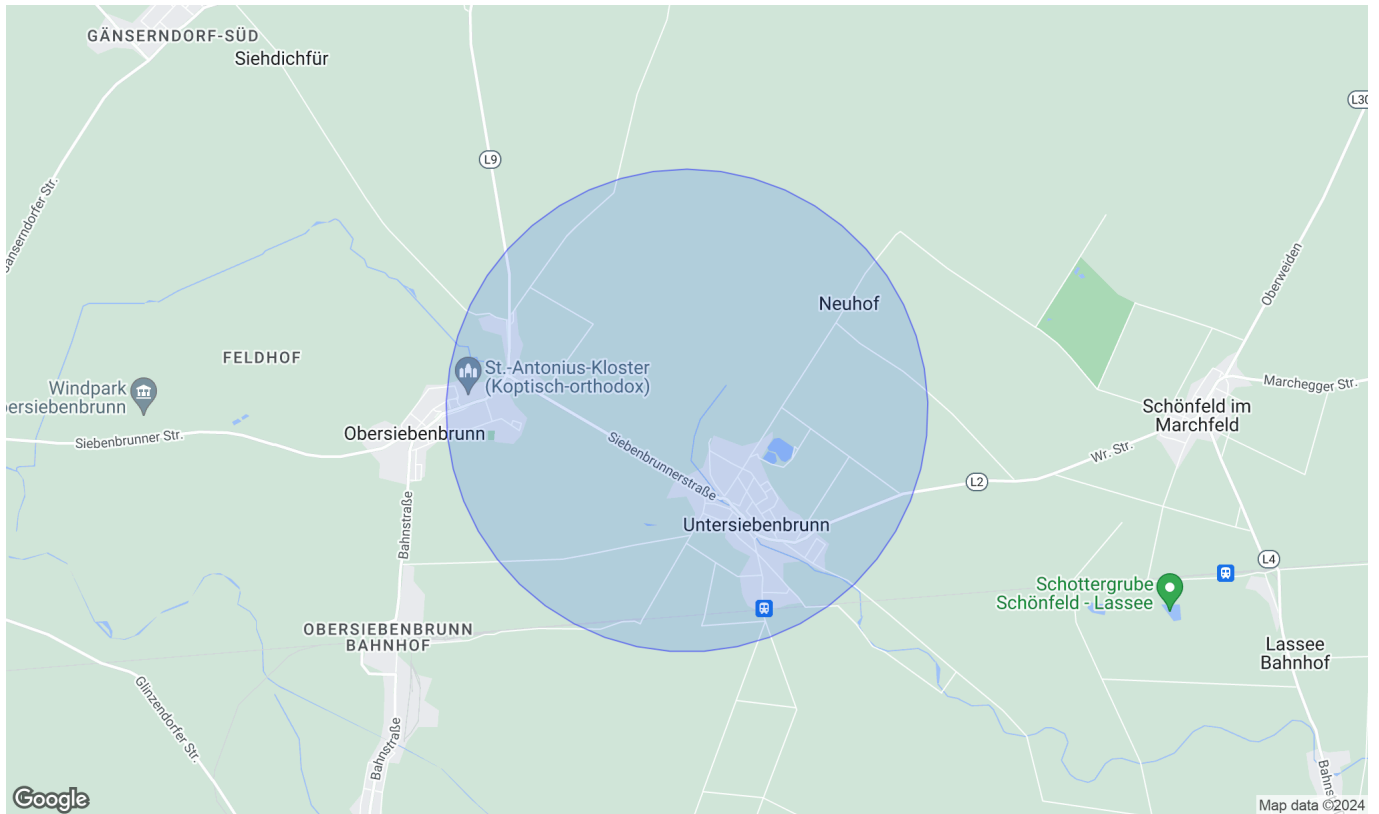 GÄNSERNDORF-SÜD
Siehdichfür
L30
L9
Gänserndorfer Str.
Oberweiden
Neuhof
FELDHOF
St.-Antonius-Kloster
(Koptisch-orthodox)
Windpark
bersiebenbrunn
Marchegger Str.
Schönfeld im
Marchfeld
Siebenbrunner Str.
Obersiebenbrunn
Siebenbrunnerstraße
Wr. Str.
L2
Bahnstraße
Untersiebenbrunn
L4
Schottergrube
Schönfeld - Lassee
OBERSIEBENBRUNN
BAHNHOF
Lassee
Bahnhof
Glinzendorfer Str.
Bahnstraße
Bahnst
Google
Map data ©2024